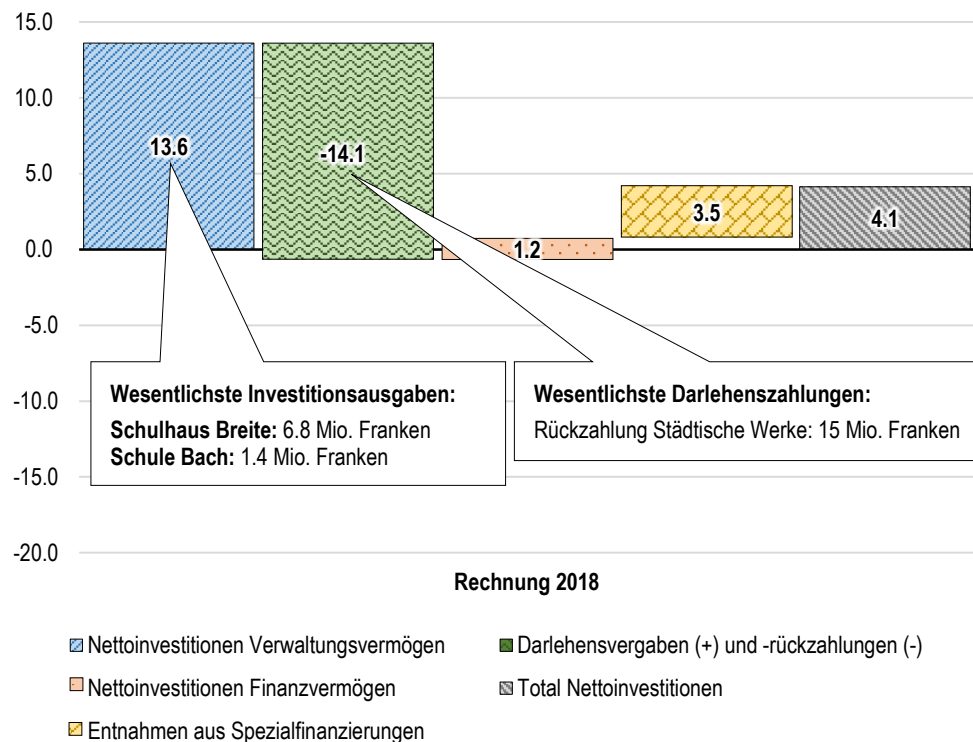 15.0
10.0
5.0
0.0
-5.0
-10.0
-15.0
-20.0
13.6
-14.1
1.2
3.5
4.1
Wesentlichste Investitionsausgaben:
Schulhaus Breite: 6.8 Mio. Franken
Schule Bach: 1.4 Mio. Franken
Wesentlichste Darlehenszahlungen:
Rückzahlung Städtische Werke: 15 Mio. Franken
Rechnung 2018
Nettoinvestitionen Verwaltungsvermögen
Darlehensvergaben (+) und -rückzahlungen (-)
Nettoinvestitionen Finanzvermögen
Total Nettoinvestitionen
Entnahmen aus Spezialfinanzierungen